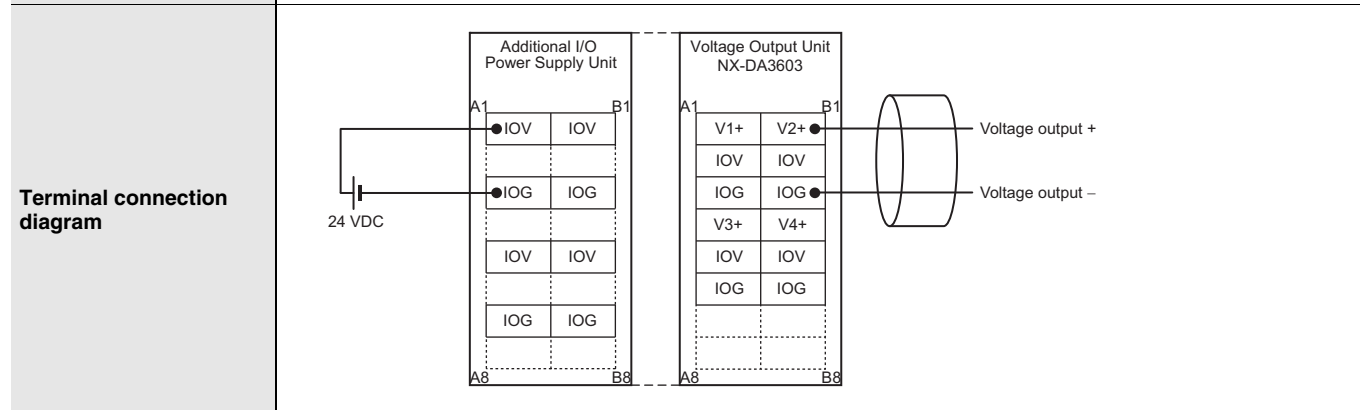 Terminal connection
diagram
24 VDC
Additional I/O
Power Supply Unit
A1 B1
IOV IOV
IOG IOG
IOV IOV
IOG IOG
A8 B8
Voltage Output Unit
NX-DA3603
A1 B1
V1+ V2+
IOV IOV
IOG IOG
V3+ V4+
IOV IOV
IOG IOG
A8 B8
Voltage output +
Voltage output −